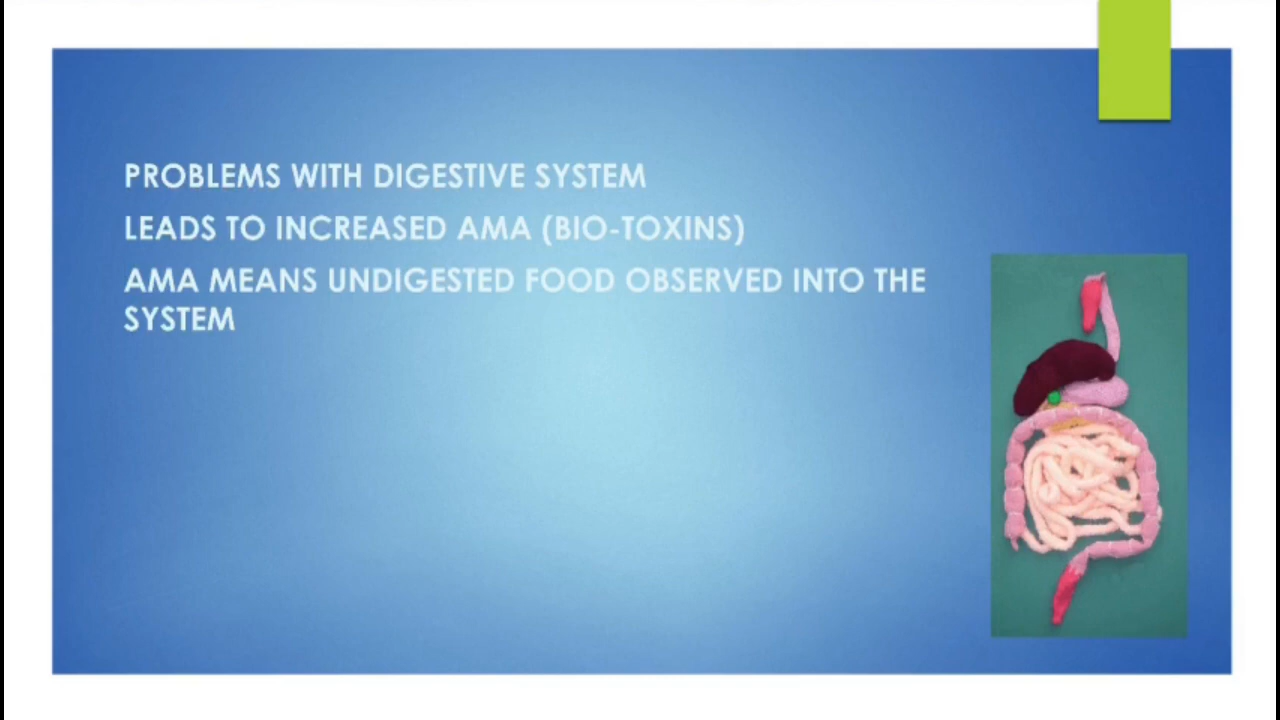 PROBLEMS WITH DIGESTIVE SYSTEM
LEADS TO INCREASED AMA (BIO-TOXINS)
AMA MEANS UNDIGESTED FOOD OBSERVED INTO THE
SYSTEM